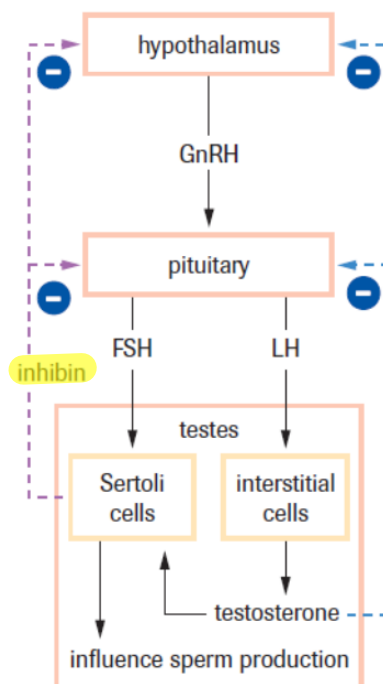 hypothalamus
GnRH
pituitary
FSH
LH
inhibin
testes
Sertoli
cells
interstitial
cells
testosterone
influence sperm production